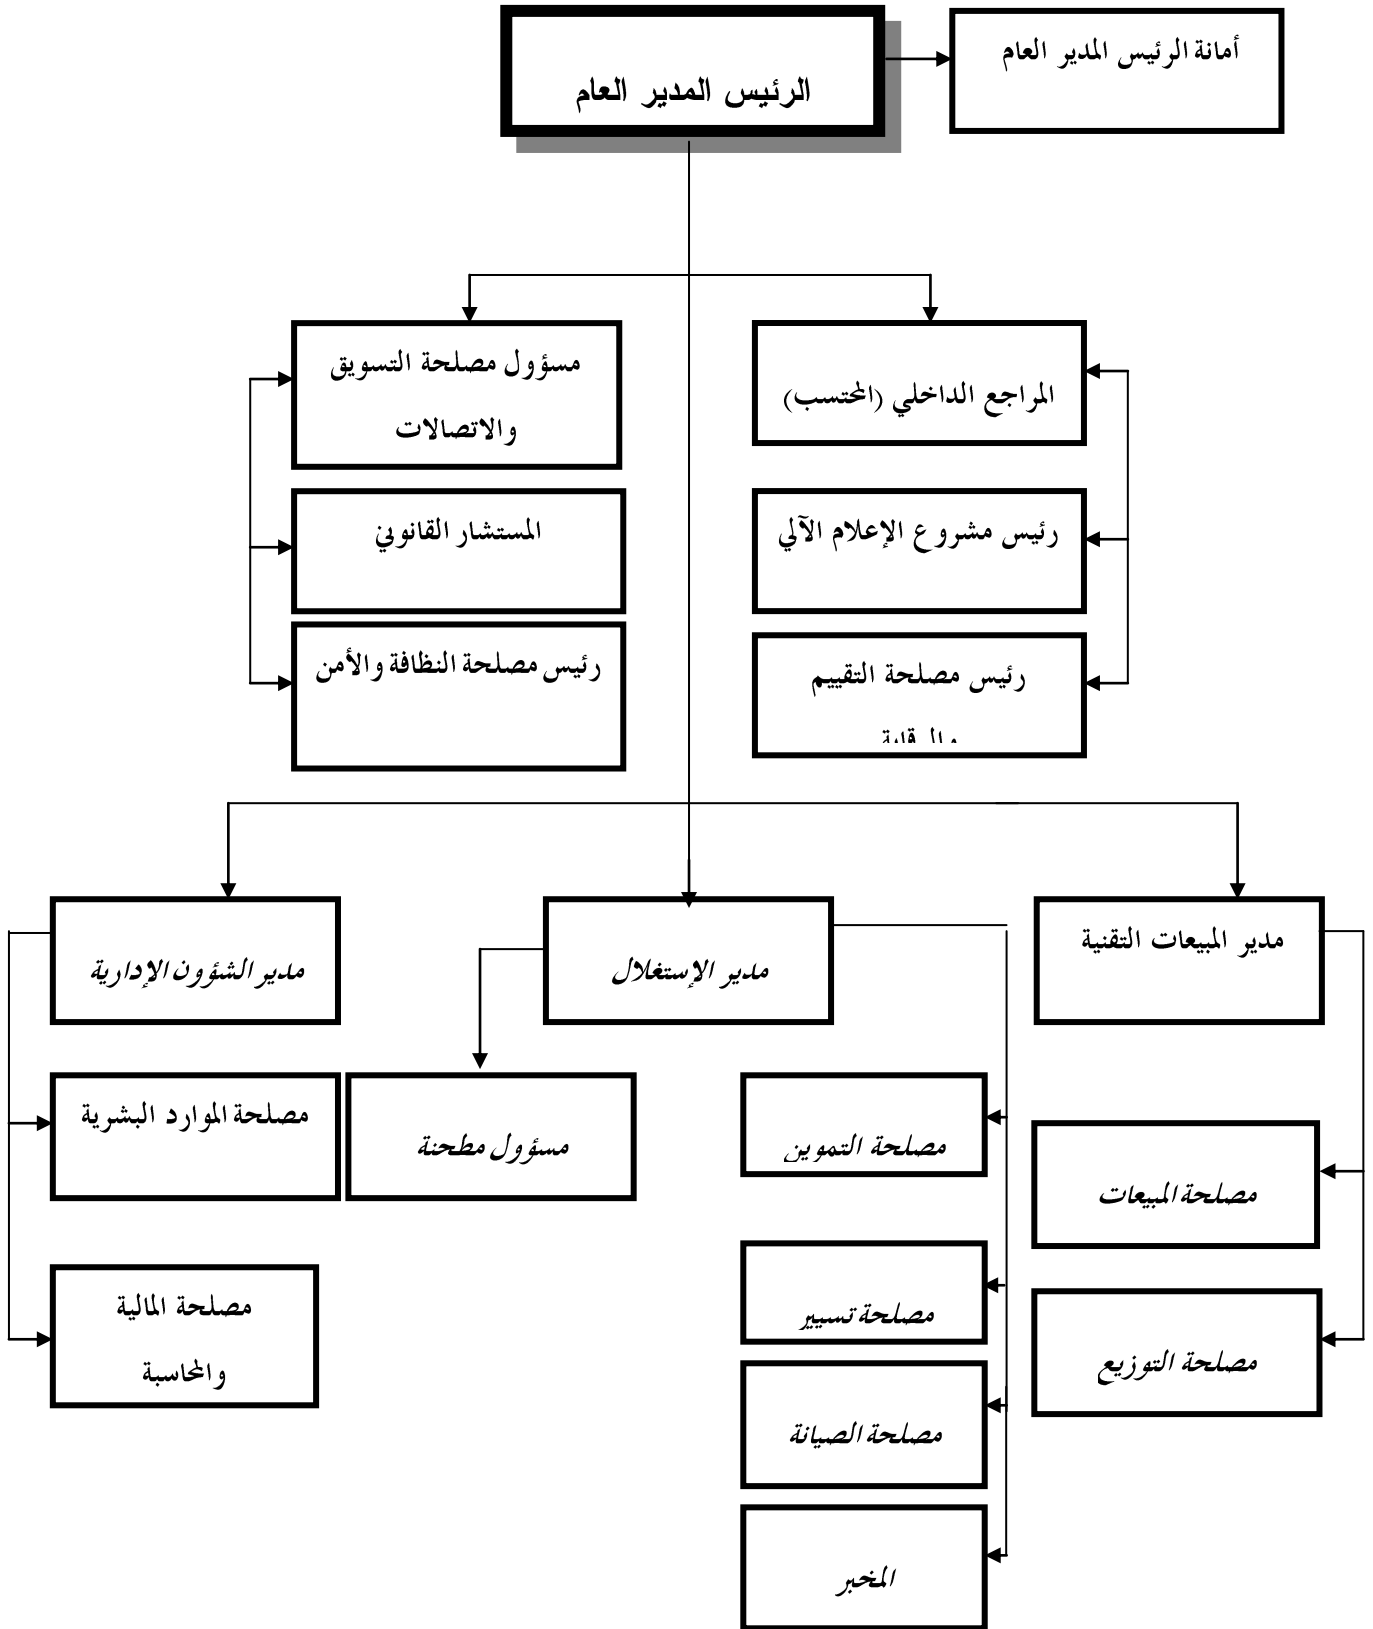 الرئيس المدير العام
أمانة الرئيس المدير العام
المراجع الداخلي (المحتسب)
رئيس مشروع الإعلام الآلي
رئيس مصلحة التقييم
والرقابة
مسؤول مصلحة التسويق
والاتصالات
المستشار القانوني
رئيس مصلحة النظافة والأمن
مدير المبيعات التقنية
مدير الإستغلال
مدير الشؤون الإدارية
مصلحة المبيعات
مصلحة التوزيع
مصلحة التموين
مصلحة تسيير
مصلحة الصيانة
المخبر
مسؤول مطحنة
مصلحة الموارد البشرية
مصلحة المالية
والمحاسبة